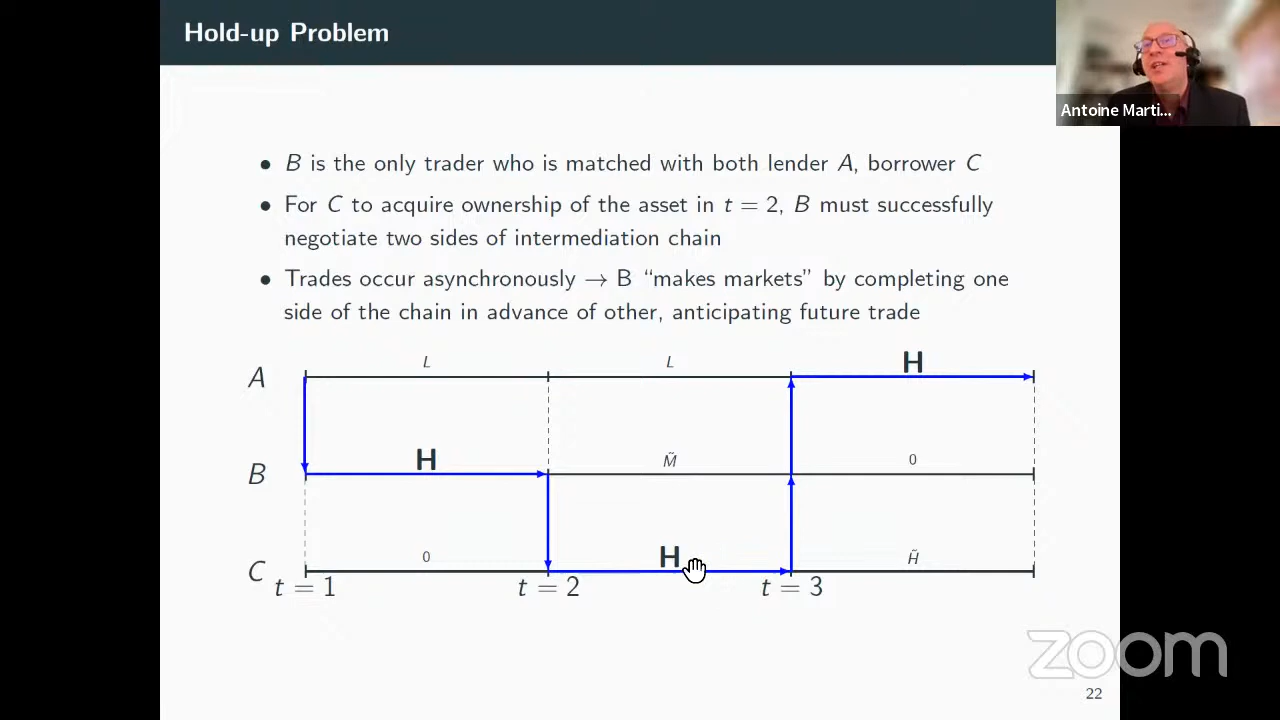 Hold-up Problem
Antoine Marti...
• B is the only trader who is matched with both lender A, borrower C
• For C to acquire ownership of the asset in t = 2, B must successfully
negotiate two sides of intermediation chain
• Trades occur asynchronously → B “makes markets” by completing one
side of the chain in advance of other, anticipating future trade
A L L H
B H M̃ 0
C 0 H H̃
t = 1 t = 2 t = 3
zoom
22